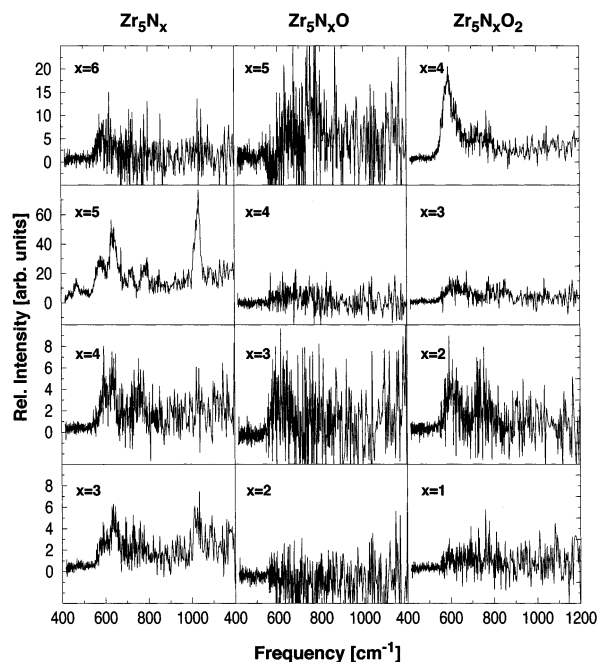 Zr5Nx Zr5NxO Zr5NxO2
x=6 x=5 x=4
20
15
10
5
0
x=5 x=4 x=3
60
40
20
0
x=4 x=3 x=2
8
6
4
2
0
x=3 x=2 x=1
8
6
4
2
0
400 600 800 1000 400 600 800 1000 400 600 800 1000 1200
Rel. Intensity [arb. units]
Frequency [cm-1]